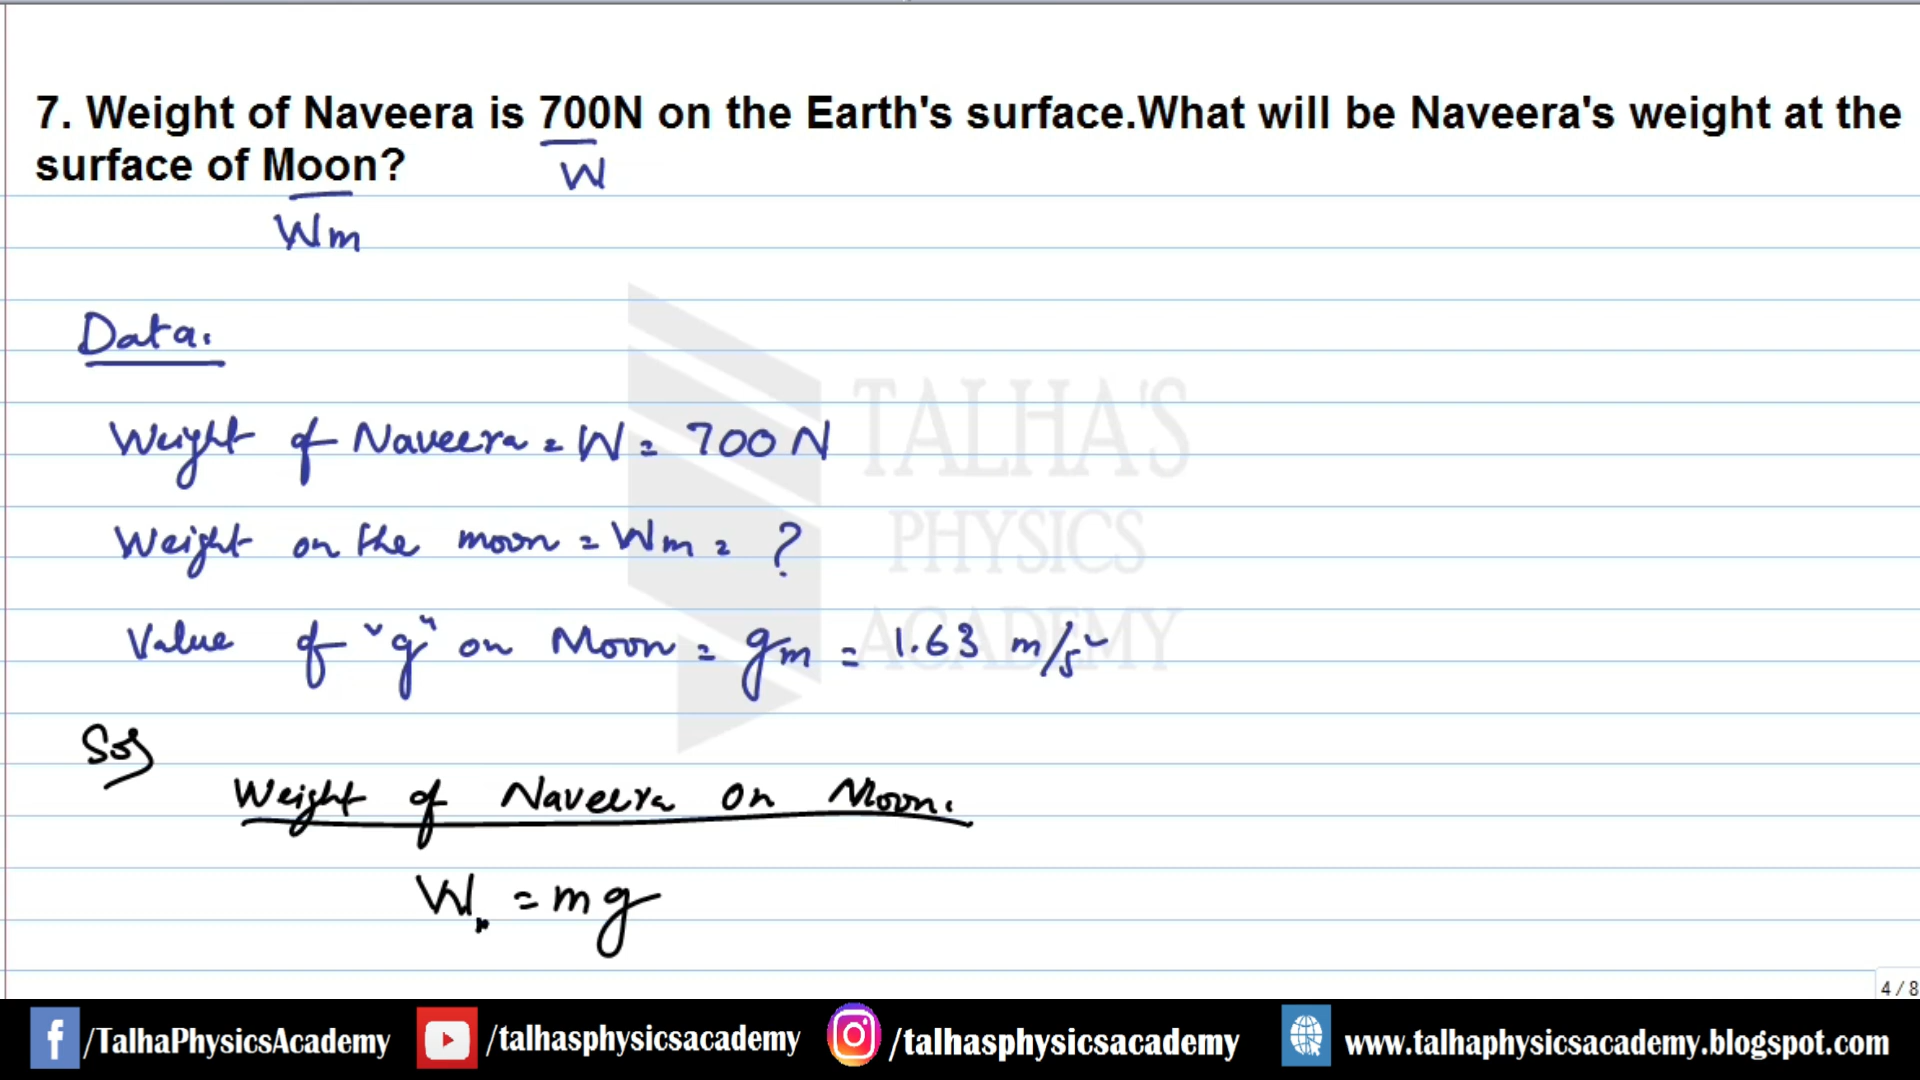 7. Weight of Naveera is 700N on the Earth's surface.What will be Naveera's weight at the
surface of Moon?
W
Wm
Data.
Weight of Naveera = W = 700 N
Weight on the moon = Wm = ?
Value of "g" on Moon = gm = 1.63 m/s²
Sol
Weight of Naveera On Moon.
Wm = mg
TALHA'S
PHYSICS
ACADEMY
4 / 8
/TalhaPhysicsAcademy /talhasphysicsacademy /talhasphysicsacademy www.talhaphysicsacademy.blogspot.com